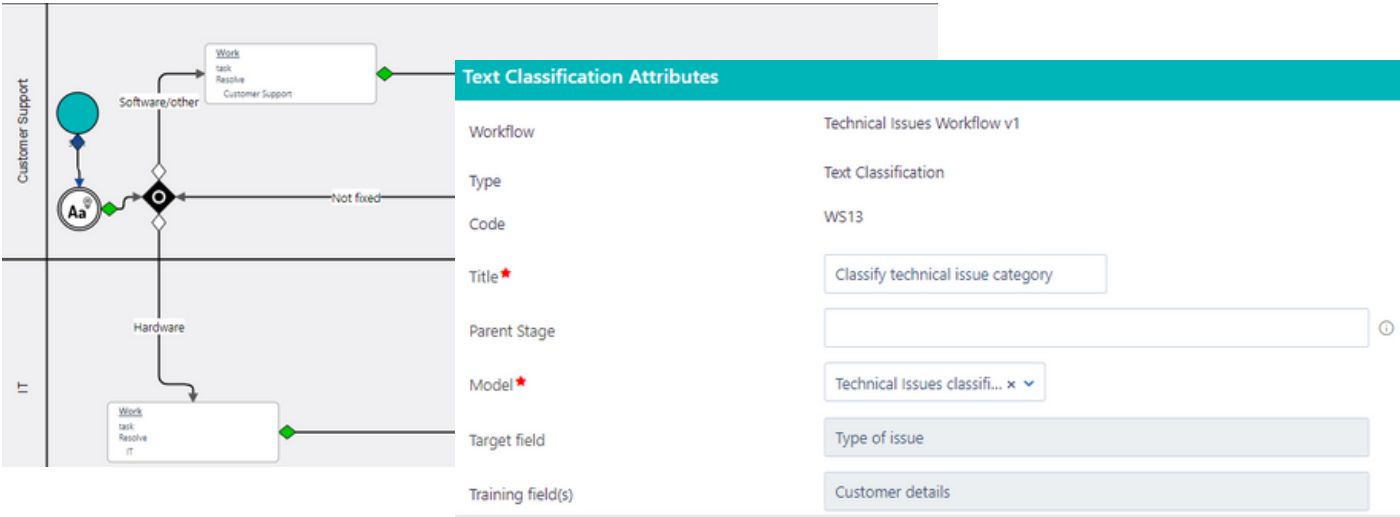 Customer Support
Work
task
Resolve
Customer Support
Software/other
Aa
Not fixed
Hardware
IT
Work
task
Resolve
IT
Text Classification Attributes
Workflow
Technical Issues Workflow v1
Type
Text Classification
Code
WS13
Title
Classify technical issue category
Parent Stage
Model
Technical Issues classifi...
Target field
Type of issue
Training field(s)
Customer details